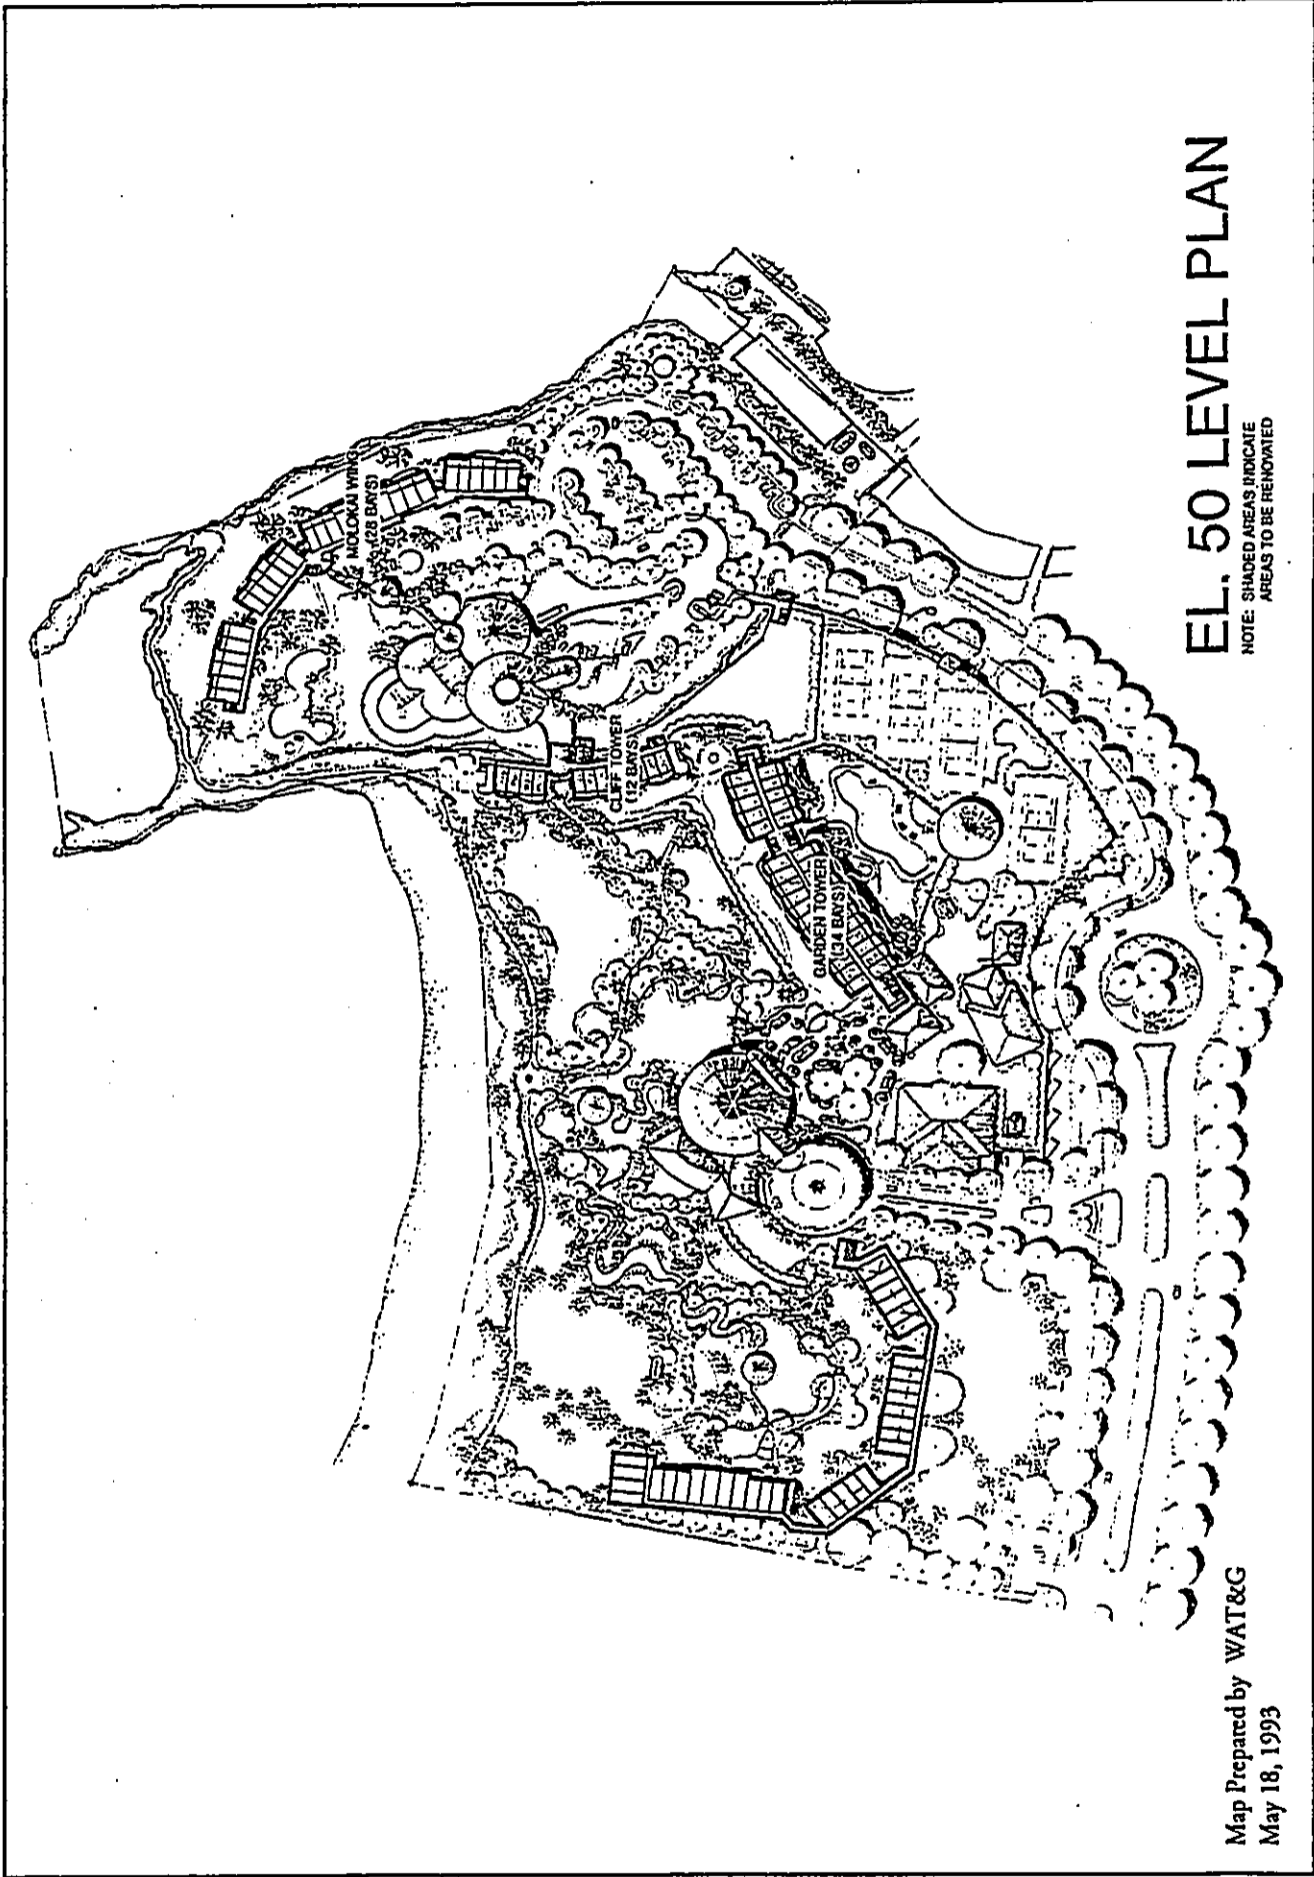 MOLOKAI WING
(28 BAYS)
CLIFF TOWER
(12 BAYS)
GARDEN TOWER
(34 BAYS)
EL. 50 LEVEL PLAN
NOTE: SHADED AREAS INDICATE
AREAS TO BE RENOVATED
Map Prepared by WAT&G
May 18, 1993